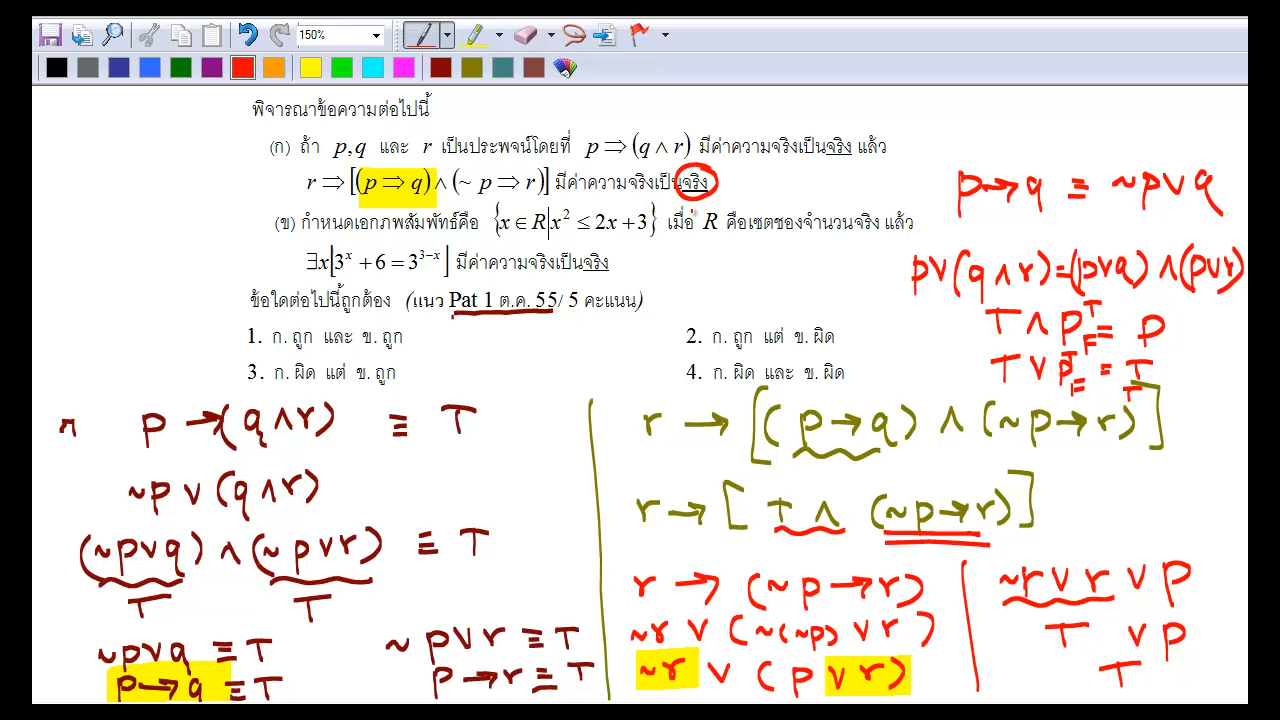 150%
พิจารณาข้อความต่อไปนี้
(ก) ถ้า p,q และ r เป็นประพจน์โดยที่ p ⇒ (q ∧ r) มีค่าความจริงเป็นจริง แล้ว
r ⇒ [(p ⇒ q) ∧ (~ p ⇒ r)] มีค่าความจริงเป็นจริง
(ข) กำหนดเอกภพสัมพัทธ์คือ {x ∈ R | x² ≤ 2x + 3} เมื่อ R คือเซตของจำนวนจริง แล้ว
∃x[3ˣ + 6 = 3³⁻ˣ] มีค่าความจริงเป็นจริง
ข้อใดต่อไปนี้ถูกต้อง (แนว Pat 1 ต.ค. 55/ 5 คะแนน)
1. ก. ถูก และ ข. ถูก
2. ก. ถูก แต่ ข. ผิด
3. ก. ผิด แต่ ข. ถูก
4. ก. ผิด และ ข. ผิด
p → q ≡ ~p ∨ q
p ∨ (q ∧ r) = (p ∨ q) ∧ (p ∨ r)
T ∧ p T F = p
T ∨ p T F = T
ก p → (q ∧ r) ≡ T
~p ∨ (q ∧ r)
(~p ∨ q) ∧ (~p ∨ r) ≡ T
T T
~p ∨ q ≡ T
p → q ≡ T
~p ∨ r ≡ T
p → r ≡ T
T
r → [(p → q) ∧ (~p → r)]
r → [T ∧ (~p → r)]
r → (~p → r)
~r ∨ (~(~p) ∨ r)
~r ∨ (p ∨ r)
~r ∨ r ∨ p
T ∨ p
T